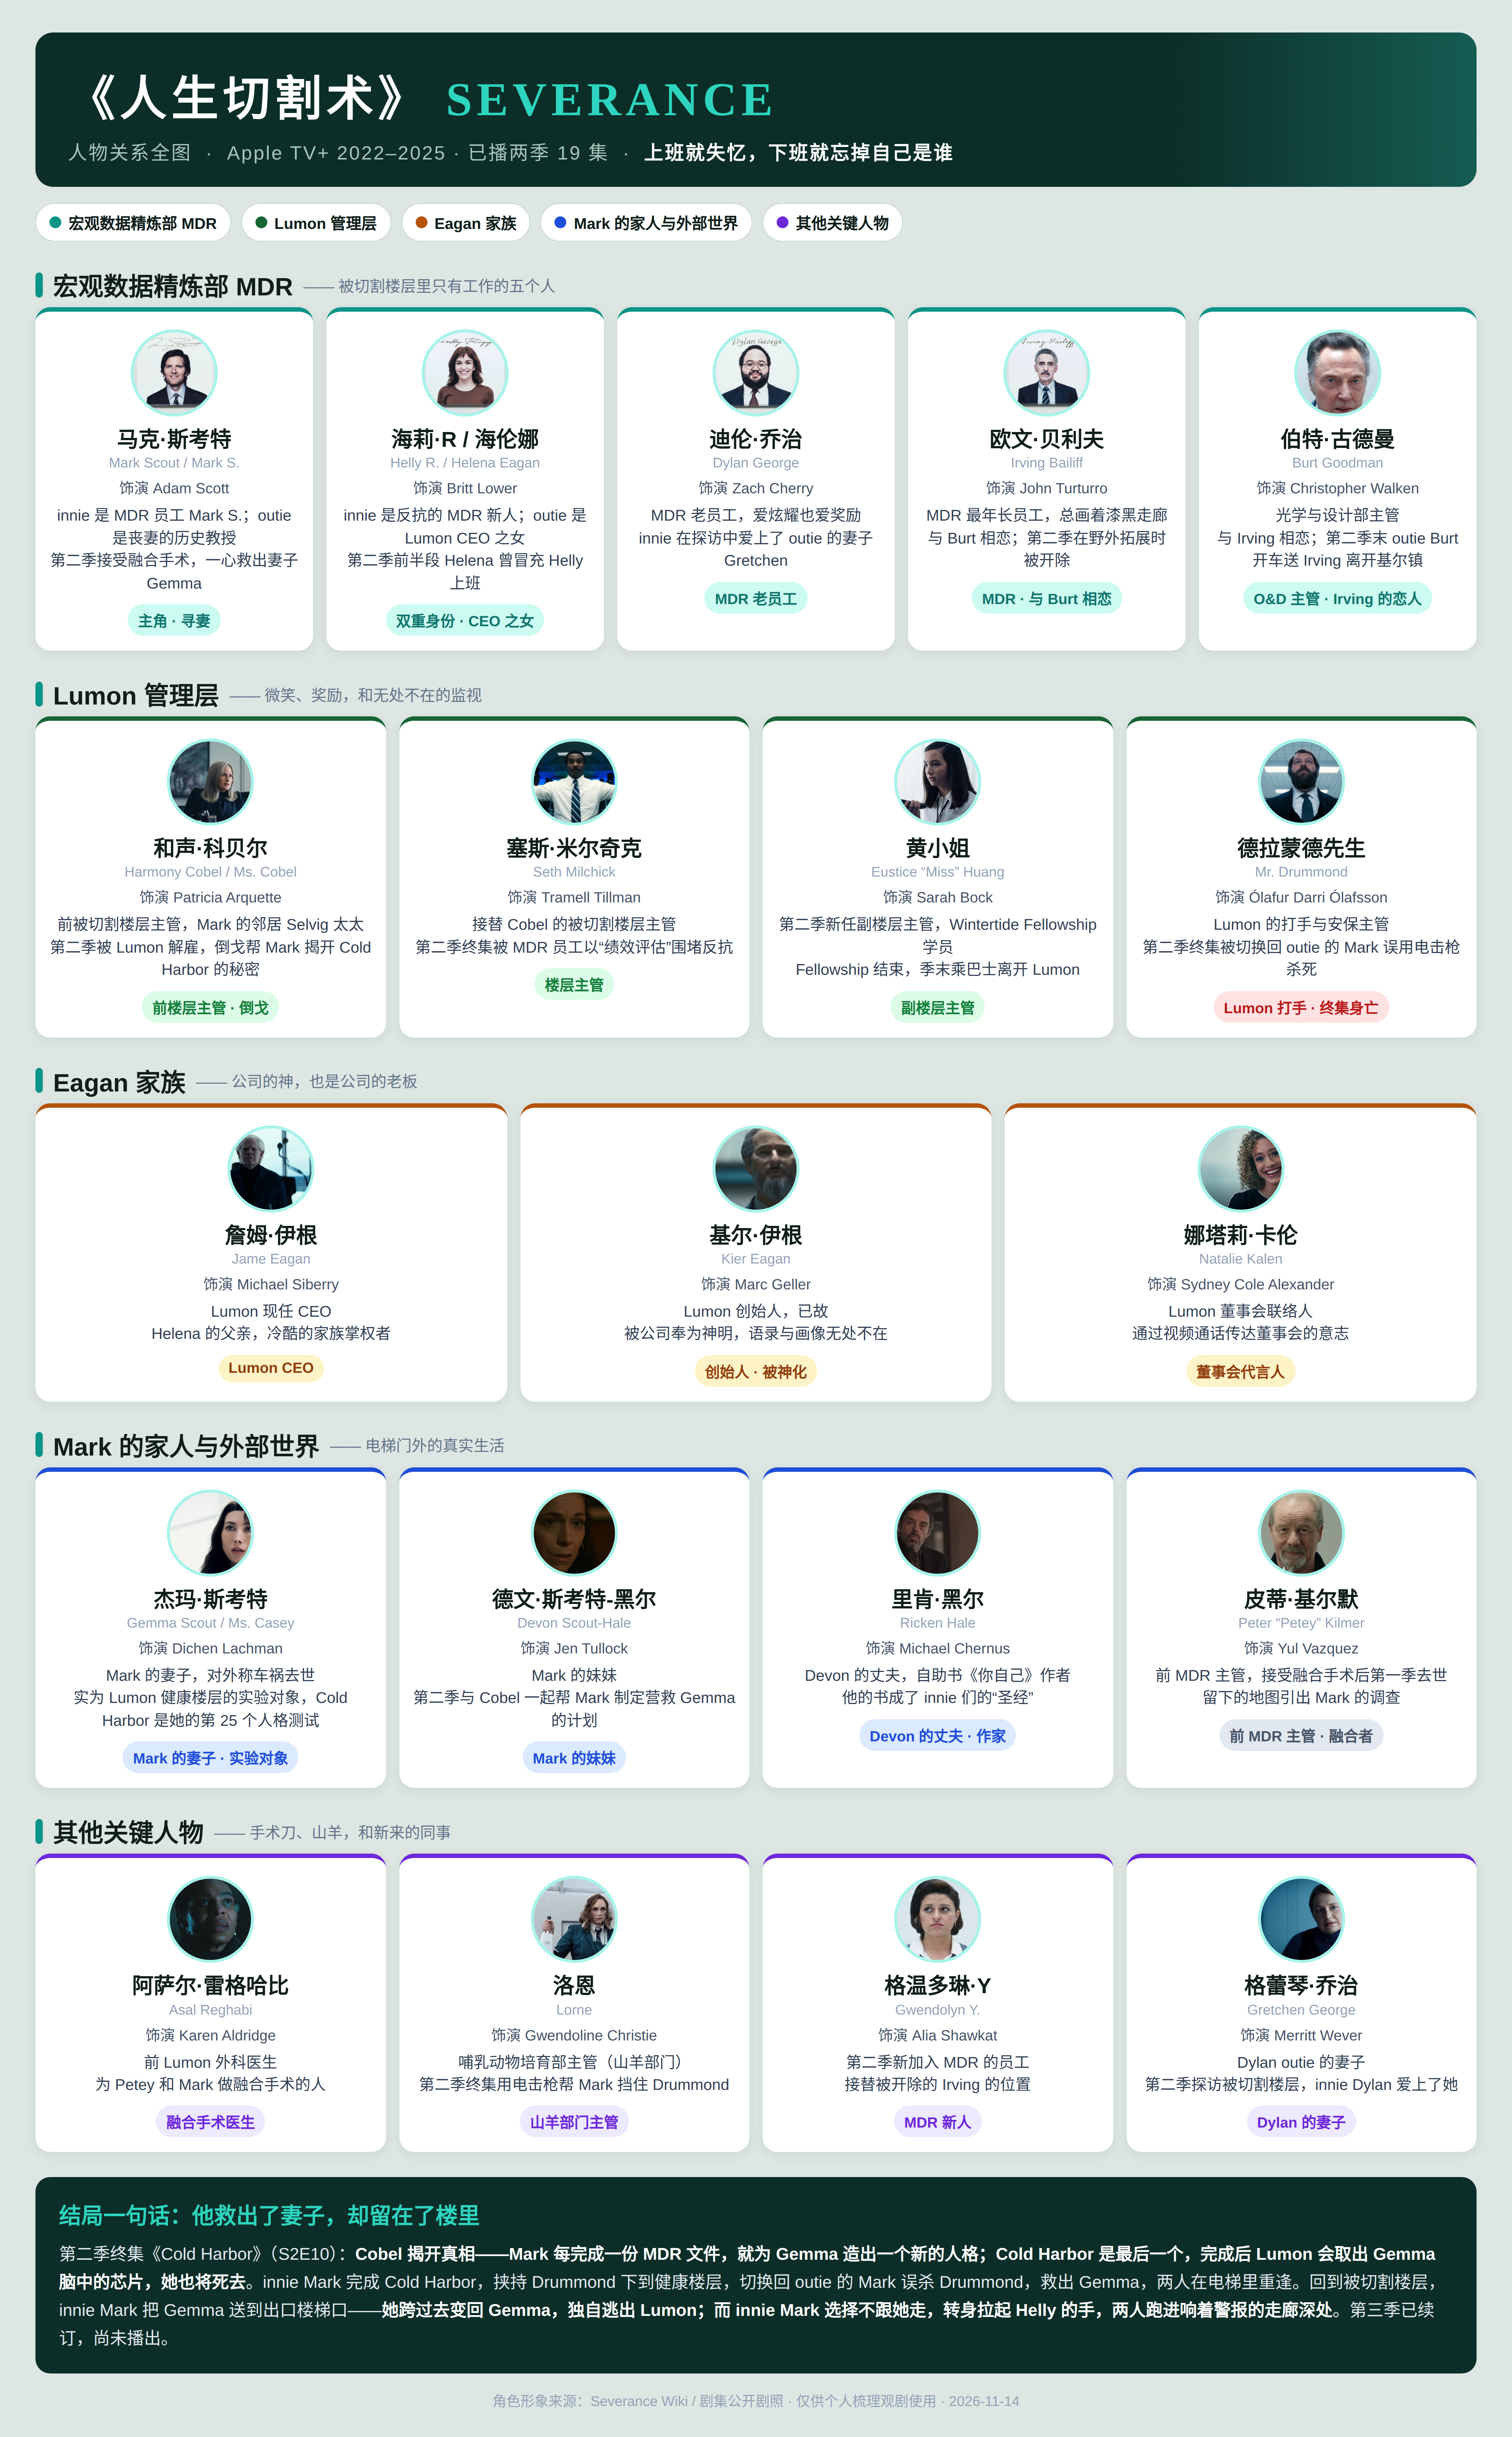 《人生切割术》 SEVERANCE
人物关系全图 · Apple TV+ 2022–2025 · 已播两季 19 集 · 上班就失忆，下班就忘掉自己是谁
宏观数据精炼部 MDR
Lumon 管理层
Eagan 家族
Mark 的家人与外部世界
其他关键人物
宏观数据精炼部 MDR —— 被切割楼层里只有工作的五个人
马克·斯考特
Mark Scout / Mark S.
饰演 Adam Scott
innie 是 MDR 员工 Mark S.；outie
是丧妻的历史教授
第二季接受融合手术，一心救出妻子
Gemma
主角 · 寻妻
海莉·R / 海伦娜
Helly R. / Helena Eagan
饰演 Britt Lower
innie 是反抗的 MDR 新人；outie 是
Lumon CEO 之女
第二季前半段 Helena 曾冒充 Helly
上班
双重身份 · CEO 之女
Dylan George
迪伦·乔治
Dylan George
饰演 Zach Cherry
MDR 老员工，爱炫耀也爱奖励
innie 在探访中爱上了 outie 的妻子
Gretchen
MDR 老员工
Irving Bailiff
欧文·贝利夫
Irving Bailiff
饰演 John Turturro
MDR 最年长员工，总画着漆黑走廊
与 Burt 相恋；第二季在野外拓展时
被开除
MDR · 与 Burt 相恋
伯特·古德曼
Burt Goodman
饰演 Christopher Walken
光学与设计部主管
与 Irving 相恋；第二季末 outie Burt
开车送 Irving 离开基尔镇
O&D 主管 · Irving 的恋人
Lumon 管理层 —— 微笑、奖励，和无处不在的监视
和声·科贝尔
Harmony Cobel / Ms. Cobel
饰演 Patricia Arquette
前被切割楼层主管，Mark 的邻居 Selvig 太太
第二季被 Lumon 解雇，倒戈帮 Mark 揭开 Cold
Harbor 的秘密
前楼层主管 · 倒戈
塞斯·米尔奇克
Seth Milchick
饰演 Tramell Tillman
接替 Cobel 的被切割楼层主管
第二季终集被 MDR 员工以“绩效评估”围堵反抗
楼层主管
黄小姐
Eustice “Miss” Huang
饰演 Sarah Bock
第二季新任副楼层主管，Wintertide Fellowship
学员
Fellowship 结束，季末乘巴士离开 Lumon
副楼层主管
德拉蒙德先生
Mr. Drummond
饰演 Ólafur Darri Ólafsson
Lumon 的打手与安保主管
第二季终集被切换回 outie 的 Mark 误用电击枪
杀死
Lumon 打手 · 终集身亡
Eagan 家族 —— 公司的神，也是公司的老板
詹姆·伊根
Jame Eagan
饰演 Michael Siberry
Lumon 现任 CEO
Helena 的父亲，冷酷的家族掌权者
Lumon CEO
基尔·伊根
Kier Eagan
饰演 Marc Geller
Lumon 创始人，已故
被公司奉为神明，语录与画像无处不在
创始人 · 被神化
娜塔莉·卡伦
Natalie Kalen
饰演 Sydney Cole Alexander
Lumon 董事会联络人
通过视频通话传达董事会的意志
董事会代言人
Mark 的家人与外部世界 —— 电梯门外的真实生活
杰玛·斯考特
Gemma Scout / Ms. Casey
饰演 Dichen Lachman
Mark 的妻子，对外称车祸去世
实为 Lumon 健康楼层的实验对象，Cold
Harbor 是她的第 25 个人格测试
Mark 的妻子 · 实验对象
德文·斯考特-黑尔
Devon Scout-Hale
饰演 Jen Tullock
Mark 的妹妹
第二季与 Cobel 一起帮 Mark 制定营救 Gemma
的计划
Mark 的妹妹
里肯·黑尔
Ricken Hale
饰演 Michael Chernus
Devon 的丈夫，自助书《你自己》作者
他的书成了 innie 们的“圣经”
Devon 的丈夫 · 作家
皮蒂·基尔默
Peter “Petey” Kilmer
饰演 Yul Vazquez
前 MDR 主管，接受融合手术后第一季去世
留下的地图引出 Mark 的调查
前 MDR 主管 · 融合者
其他关键人物 —— 手术刀、山羊，和新来的同事
阿萨尔·雷格哈比
Asal Reghabi
饰演 Karen Aldridge
前 Lumon 外科医生
为 Petey 和 Mark 做融合手术的人
融合手术医生
洛恩
Lorne
饰演 Gwendoline Christie
哺乳动物培育部主管（山羊部门）
第二季终集用电击枪帮 Mark 挡住 Drummond
山羊部门主管
格温多琳·Y
Gwendolyn Y.
饰演 Alia Shawkat
第二季新加入 MDR 的员工
接替被开除的 Irving 的位置
MDR 新人
格蕾琴·乔治
Gretchen George
饰演 Merritt Wever
Dylan outie 的妻子
第二季探访被切割楼层，innie Dylan 爱上了她
Dylan 的妻子
结局一句话：他救出了妻子，却留在了楼里
第二季终集《Cold Harbor》（S2E10）：Cobel 揭开真相——Mark 每完成一份 MDR 文件，就为 Gemma 造出一个新的人格；Cold Harbor 是最后一个，完成后 Lumon 会取出 Gemma
脑中的芯片，她也将死去。innie Mark 完成 Cold Harbor，挟持 Drummond 下到健康楼层，切换回 outie 的 Mark 误杀 Drummond，救出 Gemma，两人在电梯里重逢。回到被切割楼层，
innie Mark 把 Gemma 送到出口楼梯口——她跨过去变回 Gemma，独自逃出 Lumon；而 innie Mark 选择不跟她走，转身拉起 Helly 的手，两人跑进响着警报的走廊深处。第三季已续
订，尚未播出。
角色形象来源：Severance Wiki / 剧集公开剧照 · 仅供个人梳理观剧使用 · 2026-11-14